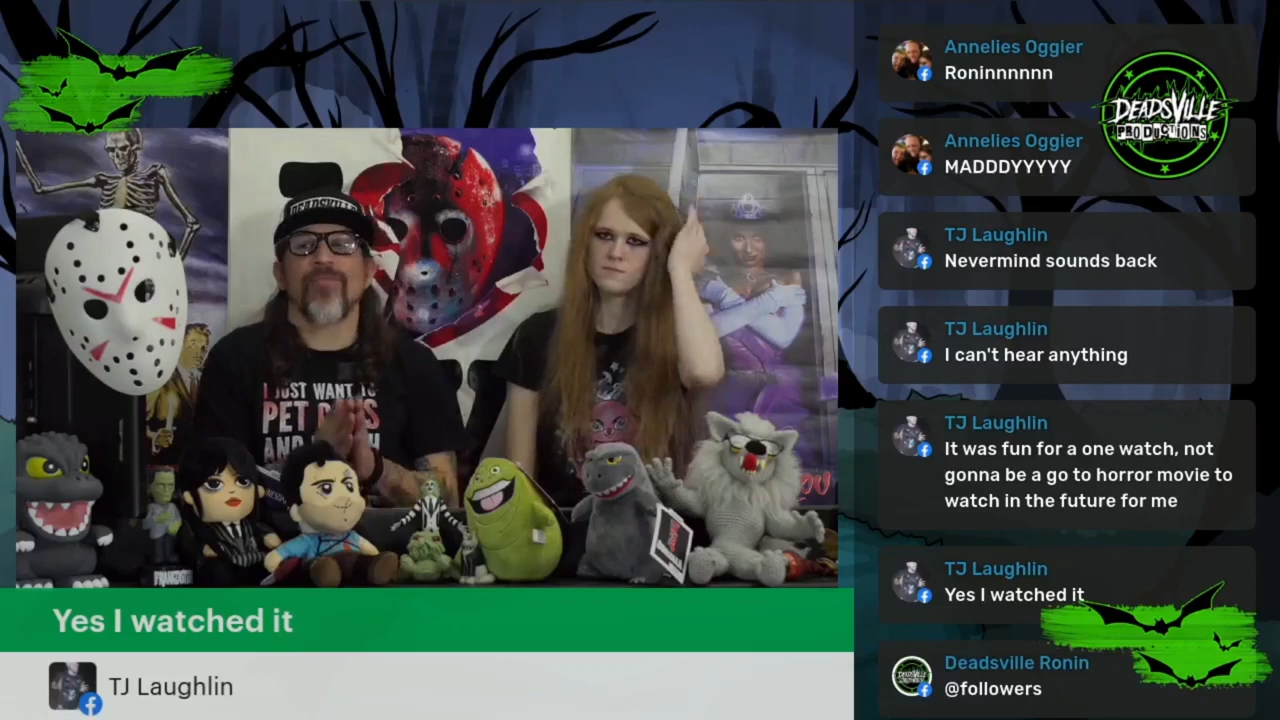 Annelies Oggier
Roninnnnnn
DEADSVILLE
PRODUCTIONS
Annelies Oggier
MADDDYYYYY
TJ Laughlin
Nevermind sounds back
TJ Laughlin
I can't hear anything
TJ Laughlin
It was fun for a one watch, not
gonna be a go to horror movie to
watch in the future for me
TJ Laughlin
Yes I watched it
Deadsville Ronin
@followers
DEADSVILLE
I JUST WANT TO
PET
AND
Yes I watched it
TJ Laughlin